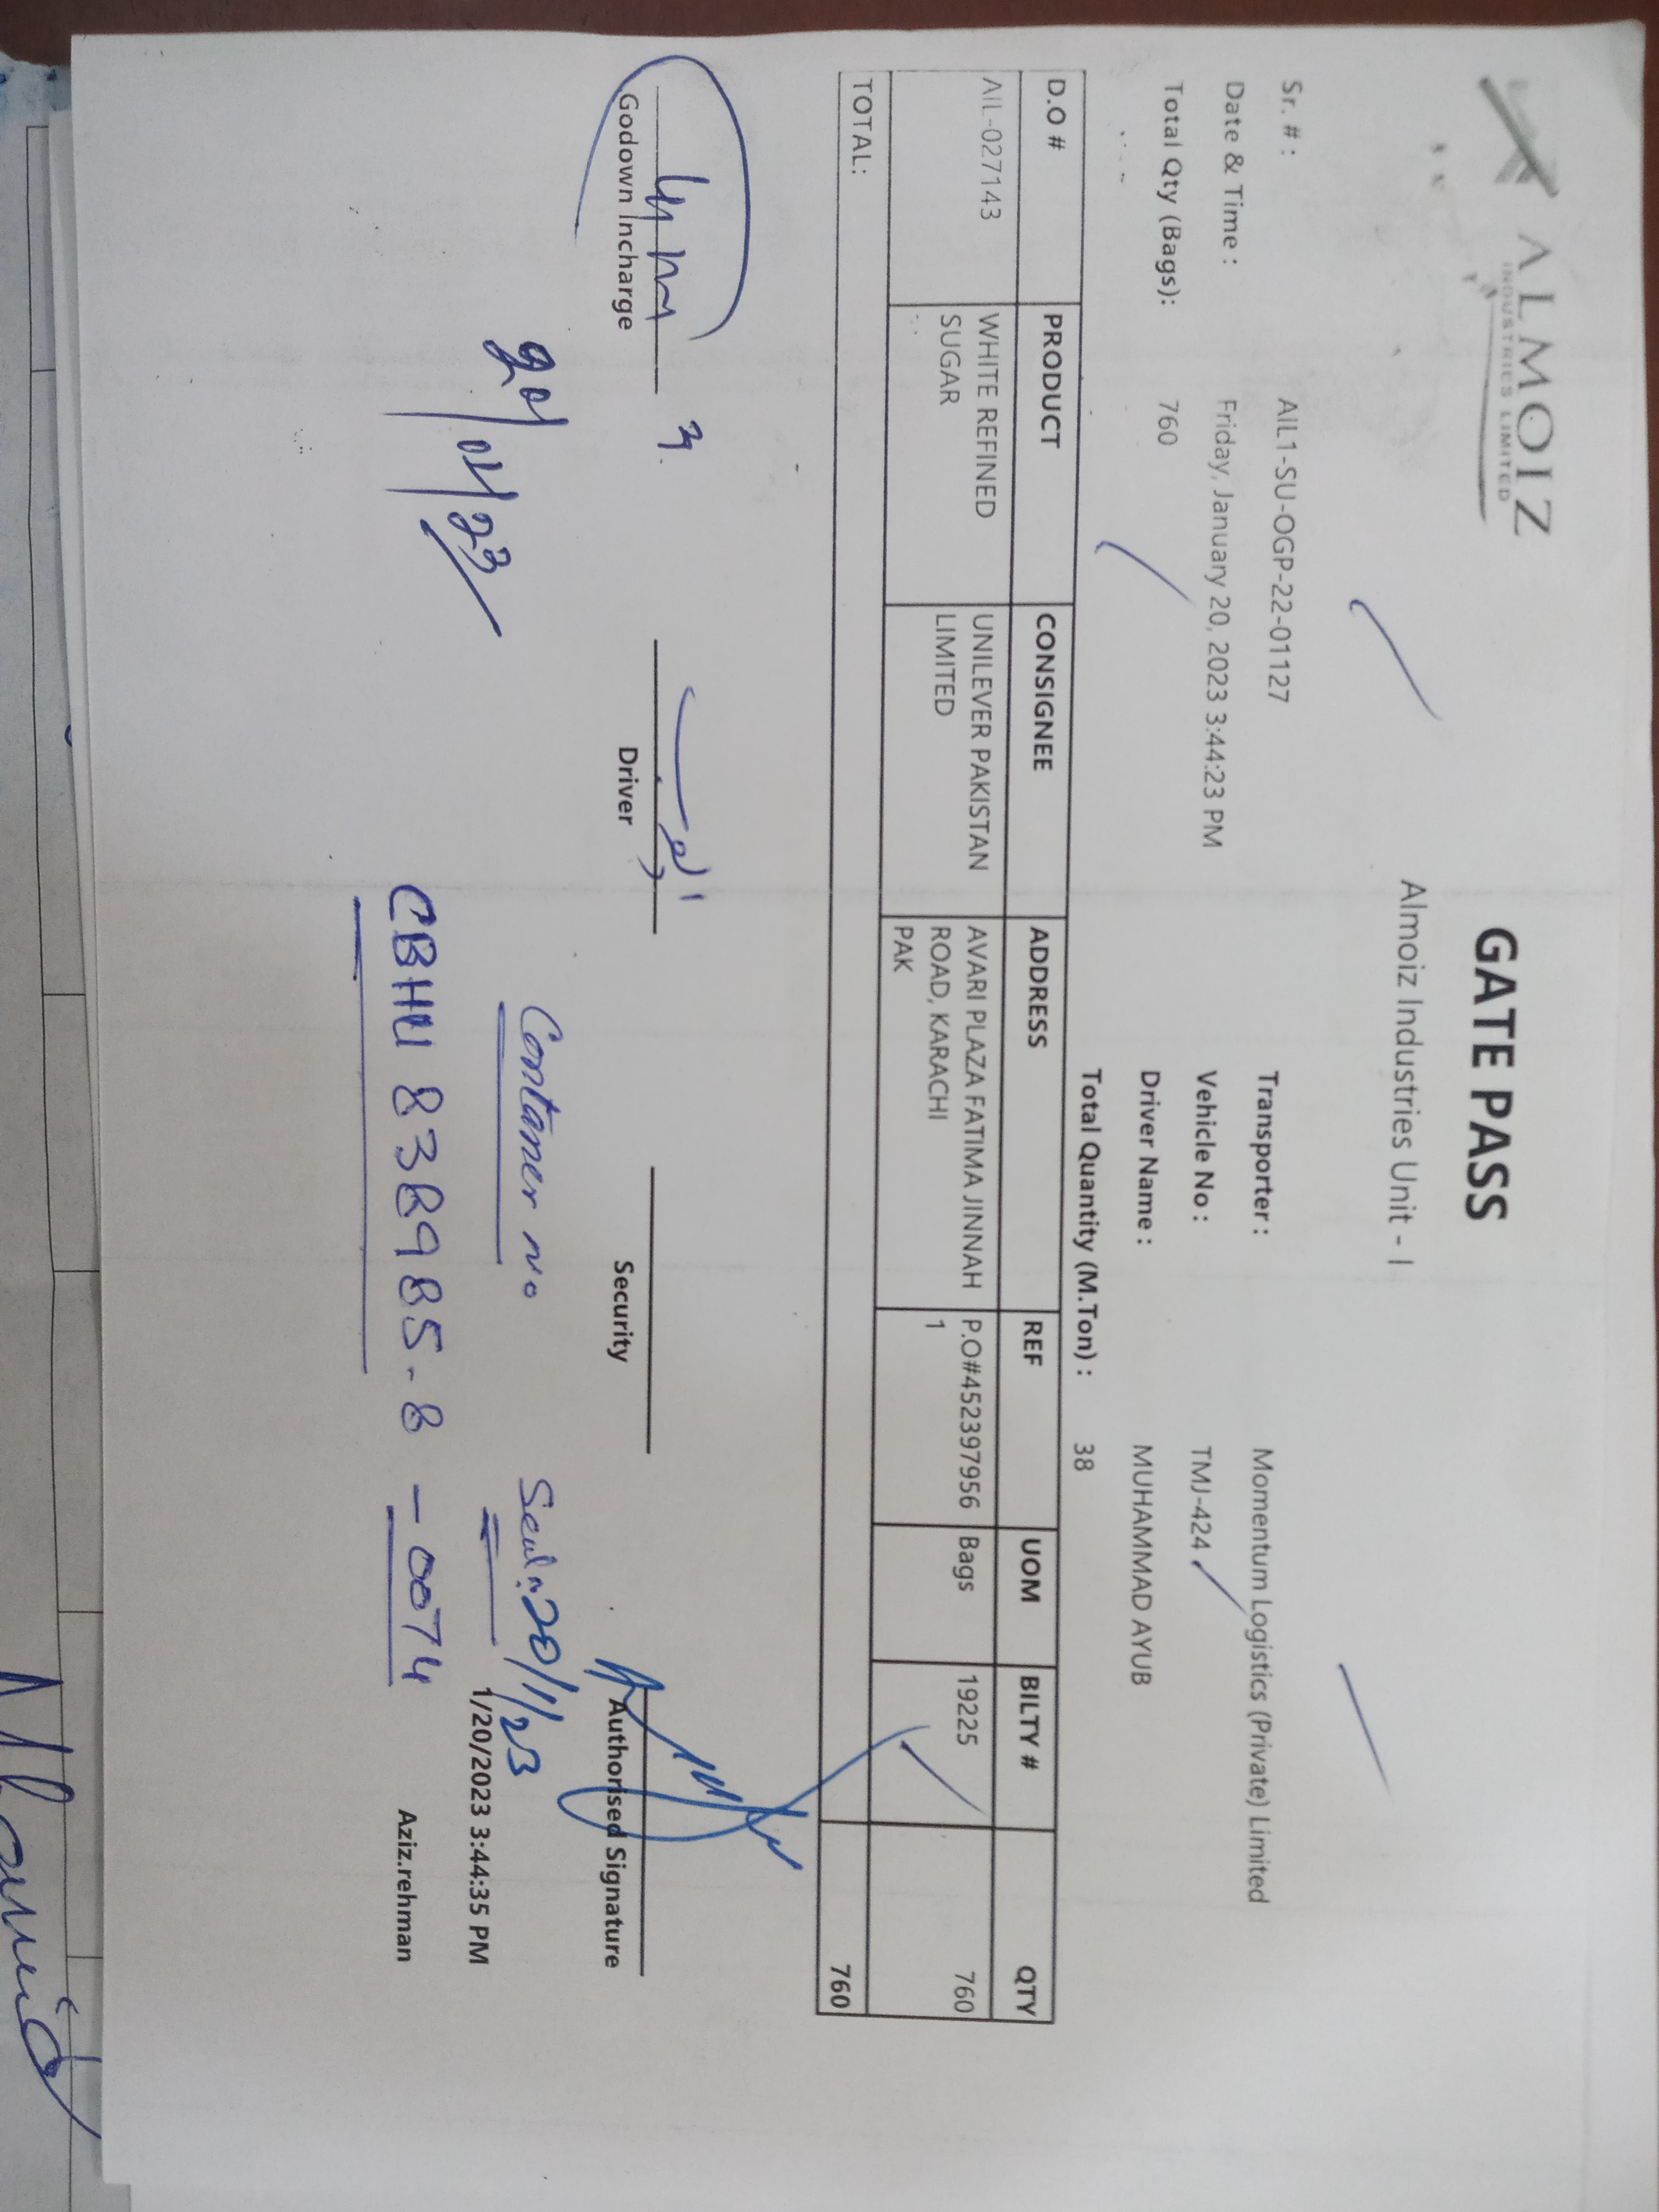 ALMOIZ
INDUSTRIES LIMITED
GATE PASS
Almoiz Industries Unit - I
Sr. # : AIL1-SU-OGP-22-01127 Transporter : Momentum Logistics (Private) Limited
Date & Time : Friday, January 20, 2023 3:44:23 PM Vehicle No : TMJ-424
Total Qty (Bags): 760 Driver Name : MUHAMMAD AYUB
Total Quantity (M.Ton) : 38
D.O # PRODUCT CONSIGNEE ADDRESS REF UOM BILTY # QTY
AIL-027143 WHITE REFINED UNILEVER PAKISTAN AVARI PLAZA FATIMA JINNAH P.O#452397956 Bags 19225 760
SUGAR LIMITED ROAD, KARACHI 1
PAK
TOTAL: 760
Godown Incharge Driver Security Authorised Signature
Container no Seal: 20/1/23
1/20/2023 3:44:35 PM
20/01/23
CBHU 8389985-8 - 0074
Aziz.rehman